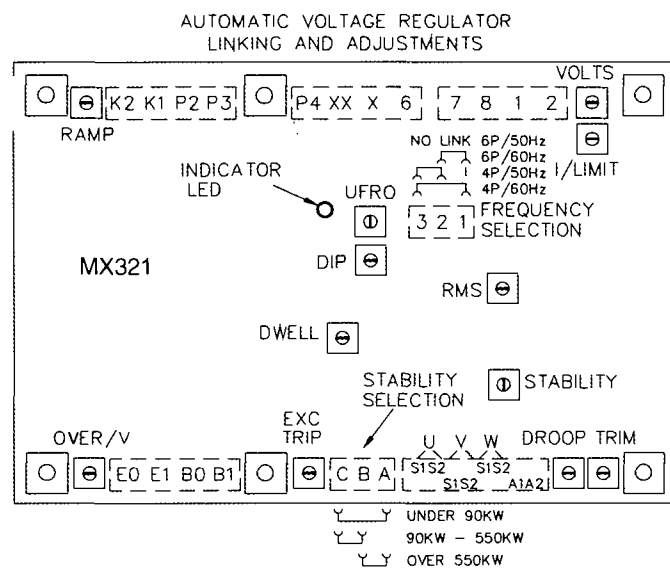 AUTOMATIC VOLTAGE REGULATOR
LINKING AND ADJUSTMENTS
VOLTS
K2 K1 P2 P3
P4 XX X 6
7 8 1 2
RAMP
NO LINK 6P/50Hz
6P/60Hz
4P/50Hz
4P/60Hz
I/LIMIT
INDICATOR
LED
UFRO
3 2 1
FREQUENCY
SELECTION
DIP
MX321
RMS
DWELL
STABILITY
SELECTION
STABILITY
OVER/V
EXC
TRIP
U V W
DROOP TRIM
E0 E1 B0 B1
C B A
S1S2 S1S2
S1S2 A1A2
UNDER 90KW
90KW - 550KW
OVER 550KW